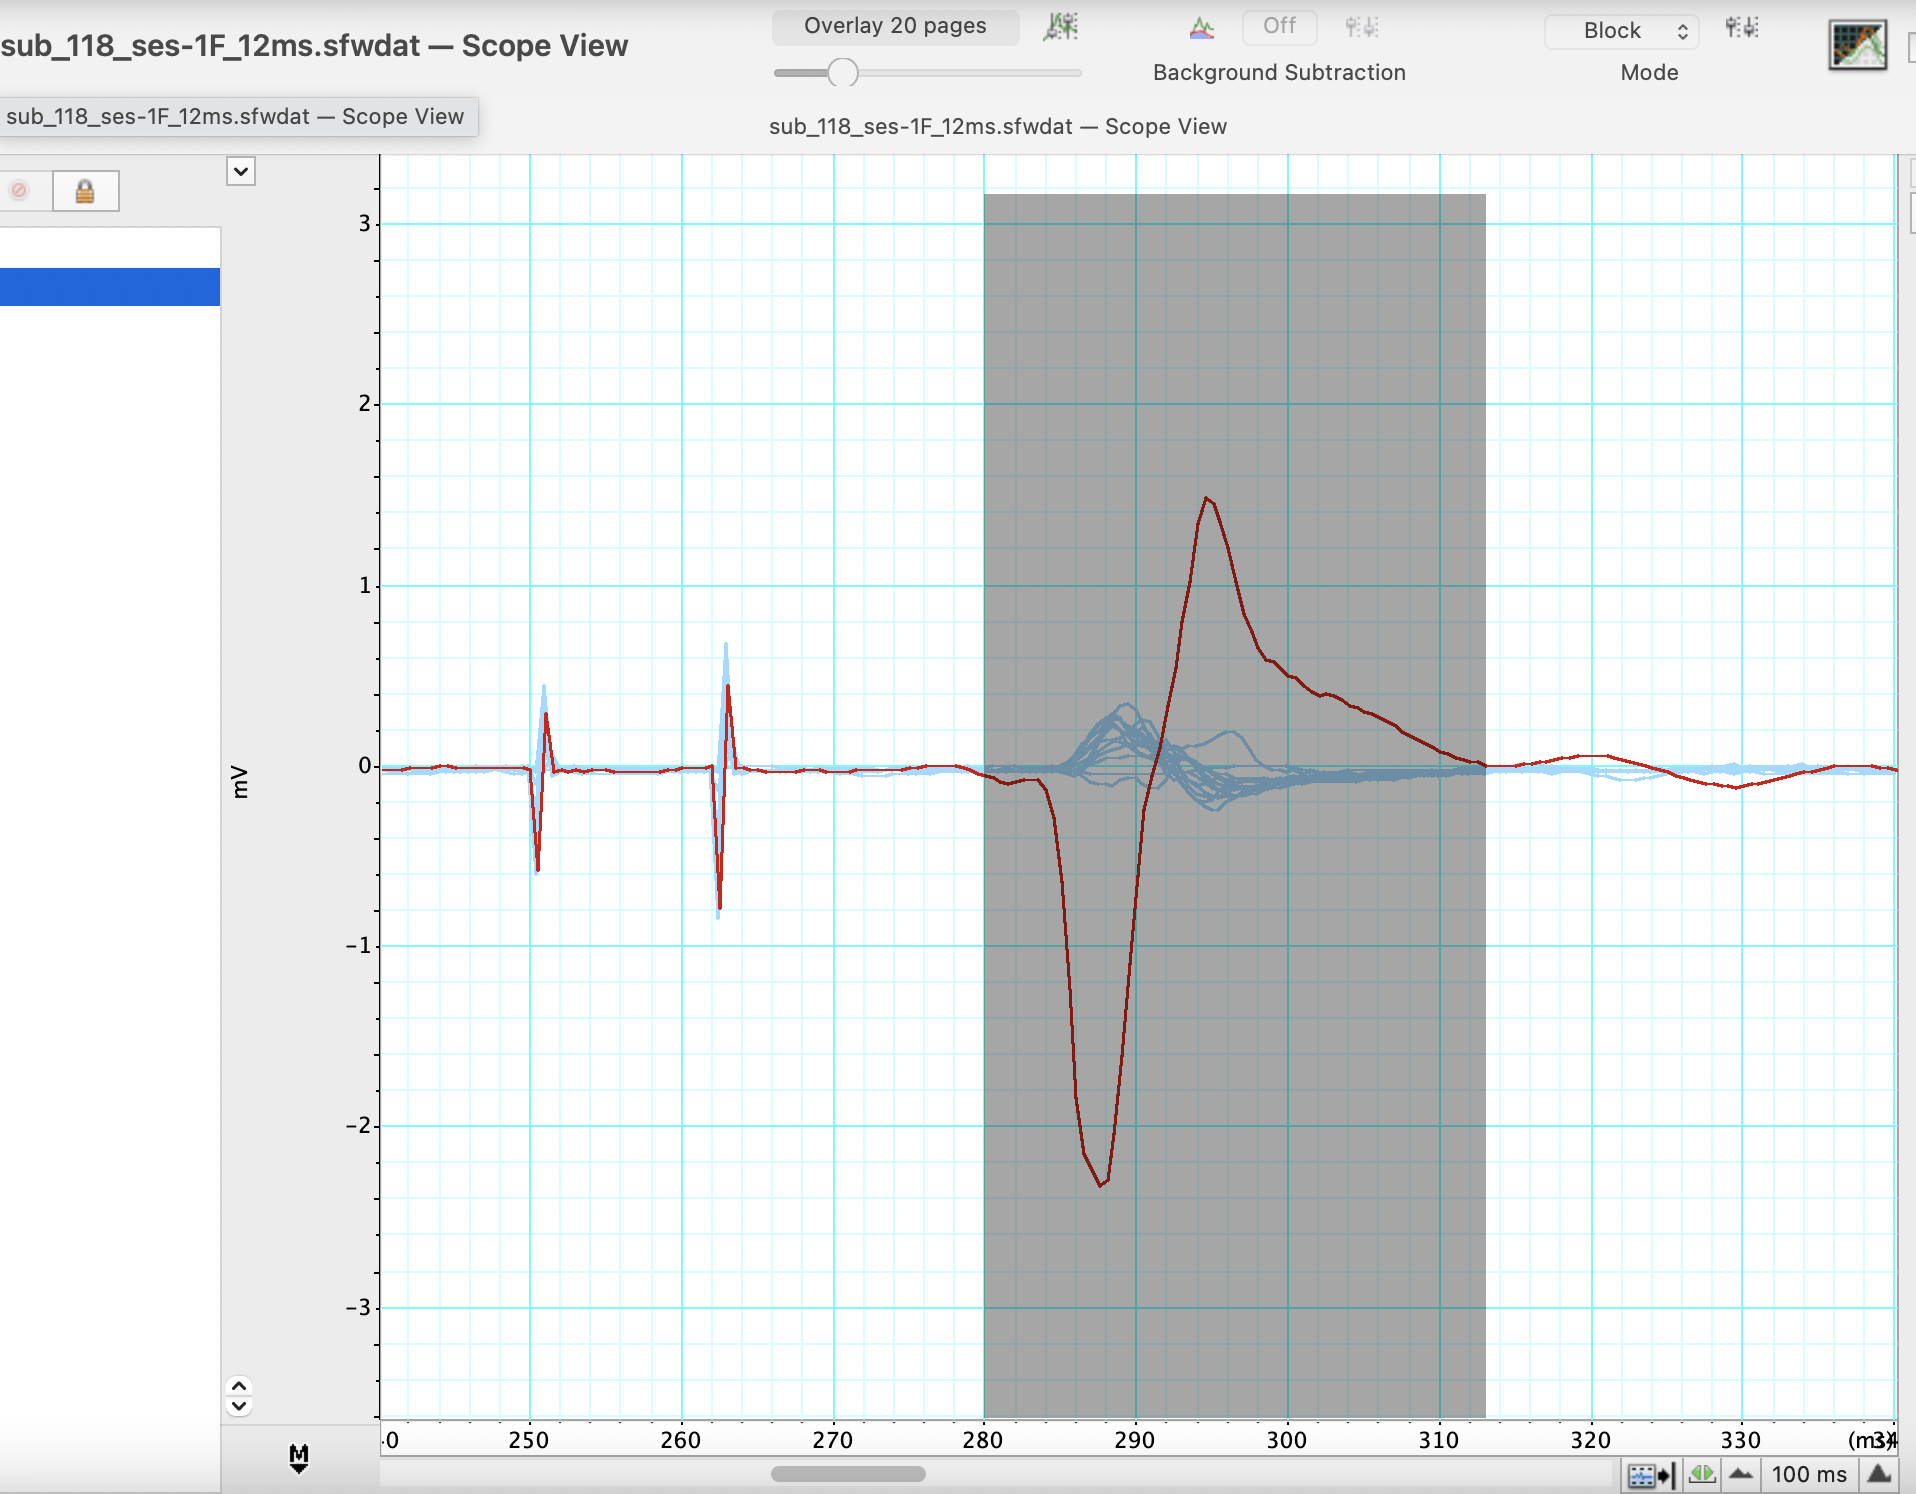 sub_118_ses-1F_12ms.sfwdat — Scope View
Overlay 20 pages
Off
Block
Background Subtraction
Mode
sub_118_ses-1F_12ms.sfwdat — Scope View
sub_118_ses-1F_12ms.sfwdat — Scope View
3
2
1
0
mV
−1
−2
−3
250 260 270 280 290 300 310 320 330 (ms)
M
100 ms